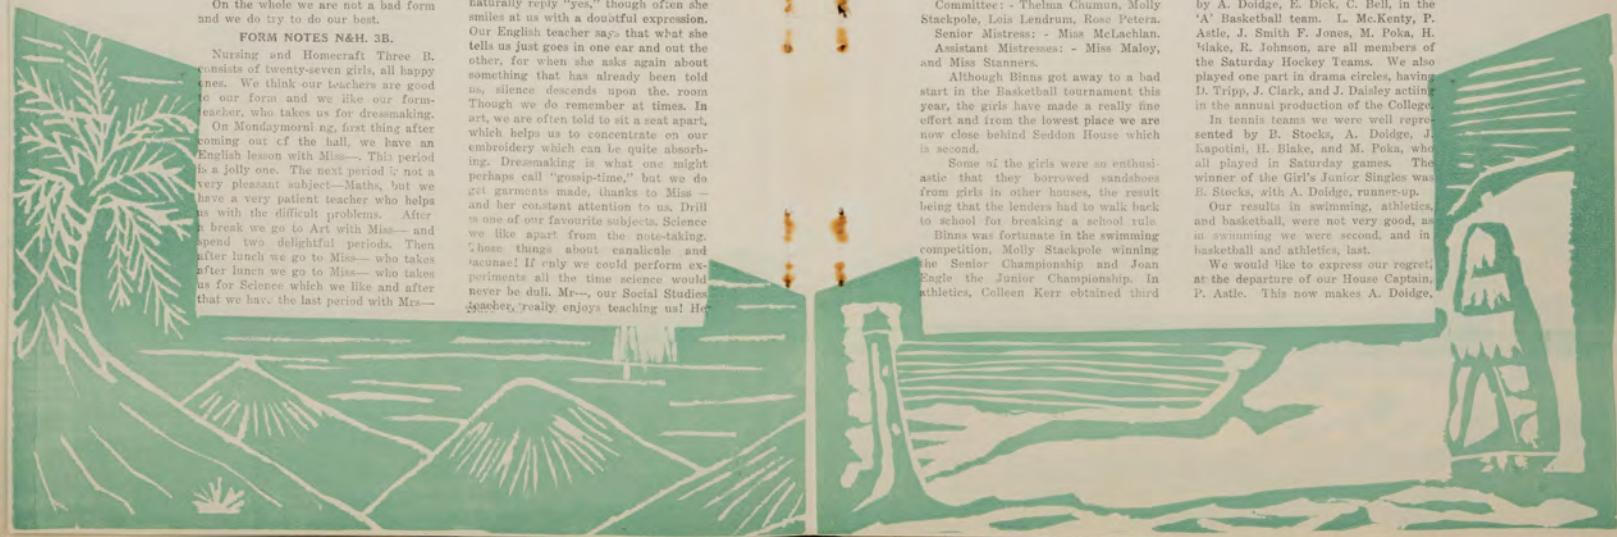 On the whole we are not a bad form
and we do try to do our best.
FORM NOTES N&H. 3B.
Nursing and Homecraft Three B.
consists of twenty-seven girls, all happy
ones. We think our teachers are good
to our form and we like our form-
teacher, who takes us for dressmaking.
On Mondaymorni ng, first thing after
coming out cf the hall, we have an
English lesson with Miss—. This period
is a jolly one. The next period is not a
very pleasant subject—Maths, but we
have a very patient teacher who helps
us with the difficult problems. After
a break we go to Art with Miss— and
spend two delightful periods. Then
after lunch we go to Miss— who takes
after lunch we go to Miss— who takes
us for Science which we like and after
that we have the last period with Mrs—
naturally reply "yes," though often she
smiles at us with a doubtful expression.
Our English teacher says that what she
tells us just goes in one ear and out the
other, for when she asks again about
something that has already been told
us, silence descends upon the. room
Though we do remember at times. In
art, we are often told to sit a seat apart,
which helps us to concentrate on our
embroidery which can be quite absorb-
ing. Dressmaking is what one might
perhaps call "gossip-time," but we do
get garments made, thanks to Miss —
and her constant attention to us. Drill
is one of our favourite subjects. Science
we like apart from the note-taking.
Those things about canalicule and
lacunae! If only we could perform ex-
periments all the time science would
never be dull. Mr—, our Social Studies
teacher, really enjoys teaching us! He
Committee: - Thelma Chumun, Molly
Stackpole, Lois Lendrum, Rose Petera.
Senior Mistress: - Miss McLachlan.
Assistant Mistresses: - Miss Maloy,
and Miss Stanners.
Although Binns got away to a bad
start in the Basketball tournament this
year, the girls have made a really fine
effort and from the lowest place we are
now close behind Seddon House which
is second.
Some of the girls were so enthusi-
astic that they borrowed sandshoes
from girls in other houses, the result
being that the lenders had to walk back
to school for breaking a school rule.
Binns was fortunate in the swimming
competition, Molly Stackpole winning
the Senior Championship and Joan
Engle the Junior Championship. In
athletics, Colleen Kerr obtained third
by A. Doidge, E. Dick, C. Bell, in the
'A' Basketball team. L. Mc.Kenty, P.
Astle, J. Smith F. Jones, M. Poka, H.
Blake, R. Johnson, are all members of
the Saturday Hockey Teams. We also
played one part in drama circles, having
D. Tripp, J. Clark, and J. Daisley actiing
in the annual production of the College.
In tennis teams we were well repre-
sented by B. Stocks, A. Doidge, J.
Kapotini, H. Blake, and M. Poka, who
all played in Saturday games. The
winner of the Girl's Junior Singles was
B. Stocks, with A. Doidge, runner-up.
Our results in swimming, athletics,
and basketball, were not very good, as
in swimming we were second, and in
basketball and athletics, last.
We would like to express our regret,
at the departure of our House Captain,
P. Astle. This now makes A. Doidge,